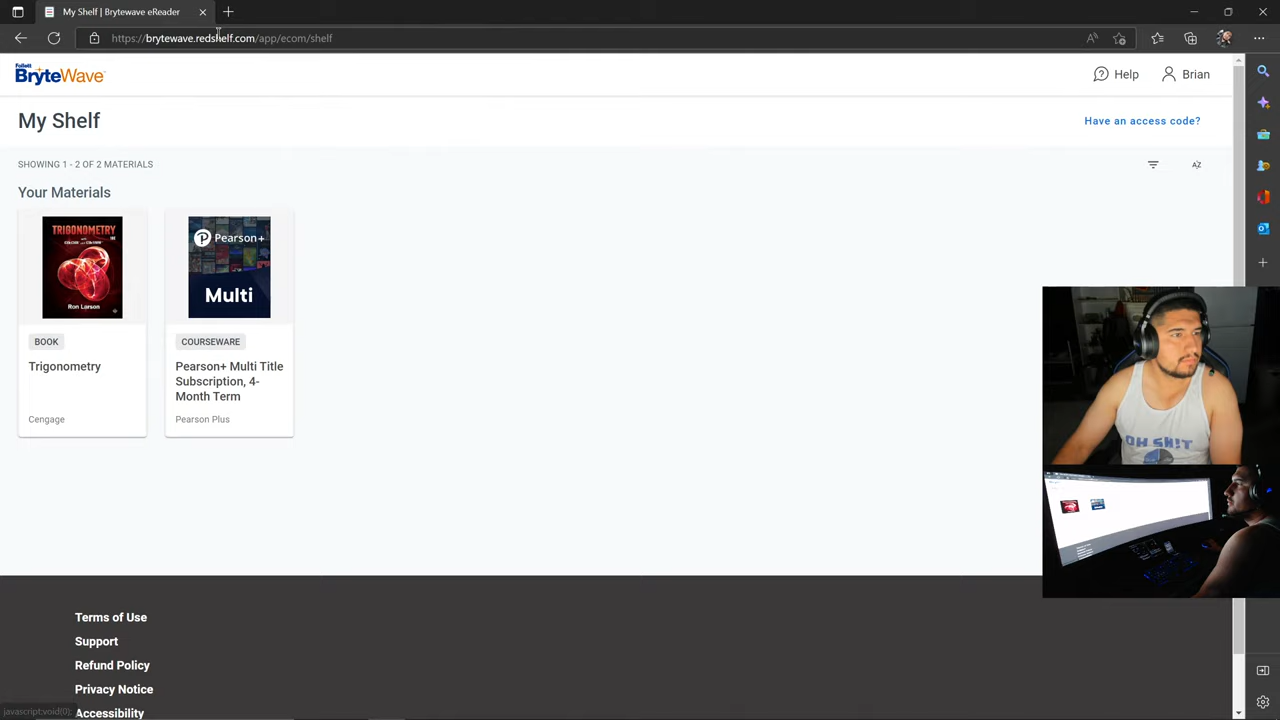 My Shelf | Brytewave eReader
https://brytewave.redshelf.com/app/ecom/shelf
Follett
BryteWave
Help
Brian
My Shelf
Have an access code?
SHOWING 1 - 2 OF 2 MATERIALS
Your Materials
TRIGONOMETRY
Ron Larson
Pearson+
Multi
BOOK
COURSEWARE
Trigonometry
Pearson+ Multi Title
Subscription, 4-
Month Term
Cengage
Pearson Plus
OH SH!T
Terms of Use
Support
Refund Policy
Privacy Notice
Accessibility
javascript:void(0);